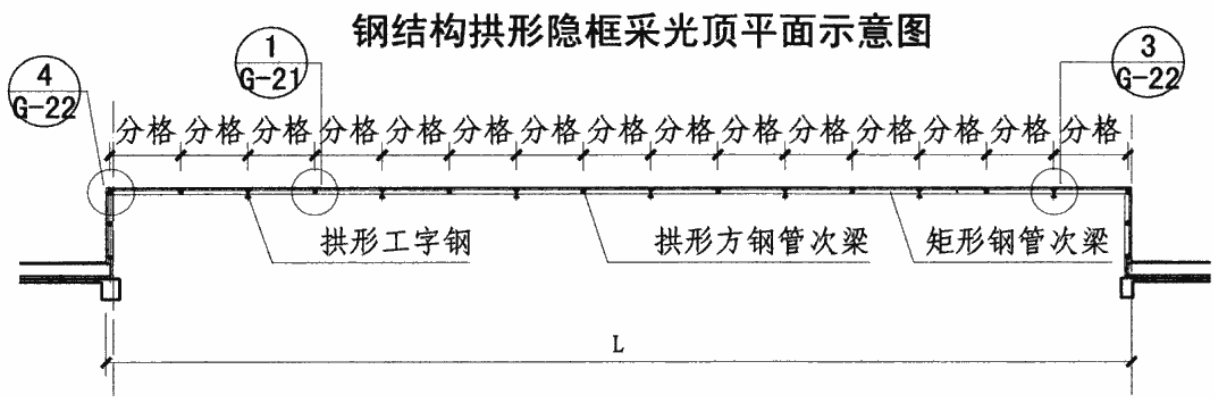 钢结构拱形隐框采光顶平面示意图
4
G-22
1
G-21
3
G-22
分格 分格 分格 分格 分格 分格 分格 分格 分格 分格 分格 分格 分格 分格 分格
拱形工字钢
拱形方钢管次梁
矩形钢管次梁
L